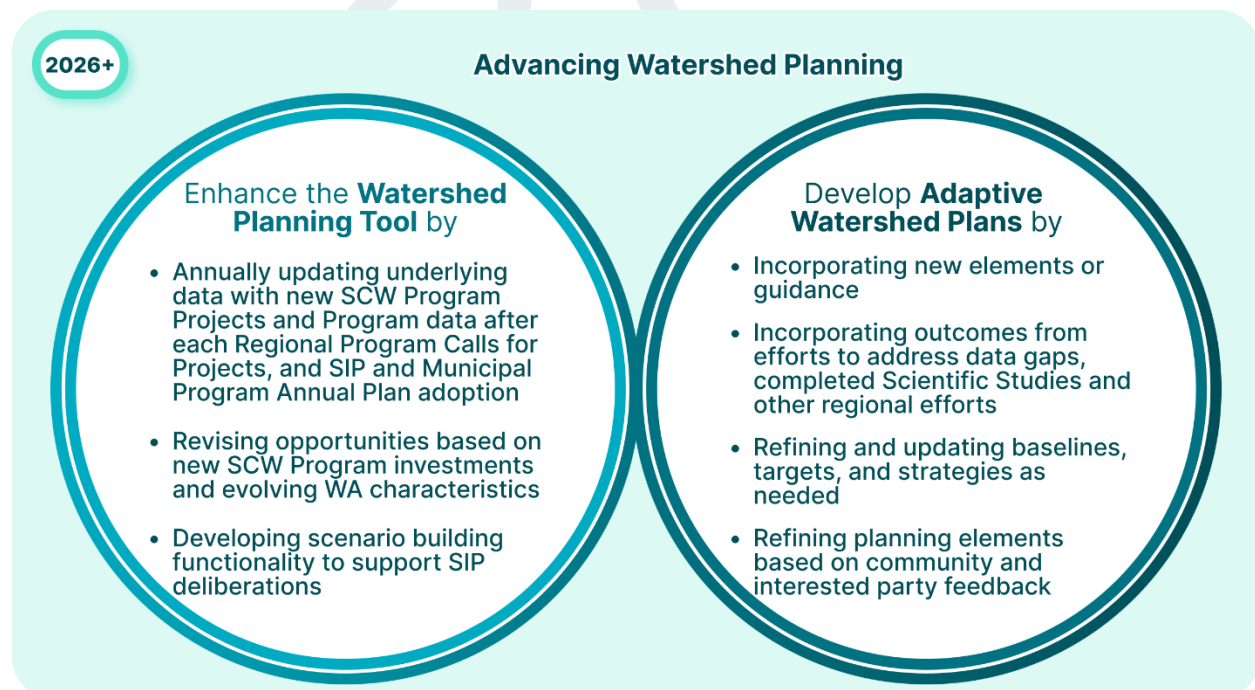 2026+
Advancing Watershed Planning
Enhance the Watershed
Planning Tool by
• Annually updating underlying
data with new SCW Program
Projects and Program data after
each Regional Program Calls for
Projects, and SIP and Municipal
Program Annual Plan adoption
• Revising opportunities based on
new SCW Program investments
and evolving WA characteristics
• Developing scenario building
functionality to support SIP
deliberations
Develop Adaptive
Watershed Plans by
• Incorporating new elements or
guidance
• Incorporating outcomes from
efforts to address data gaps,
completed Scientific Studies and
other regional efforts
• Refining and updating baselines,
targets, and strategies as
needed
• Refining planning elements
based on community and
interested party feedback